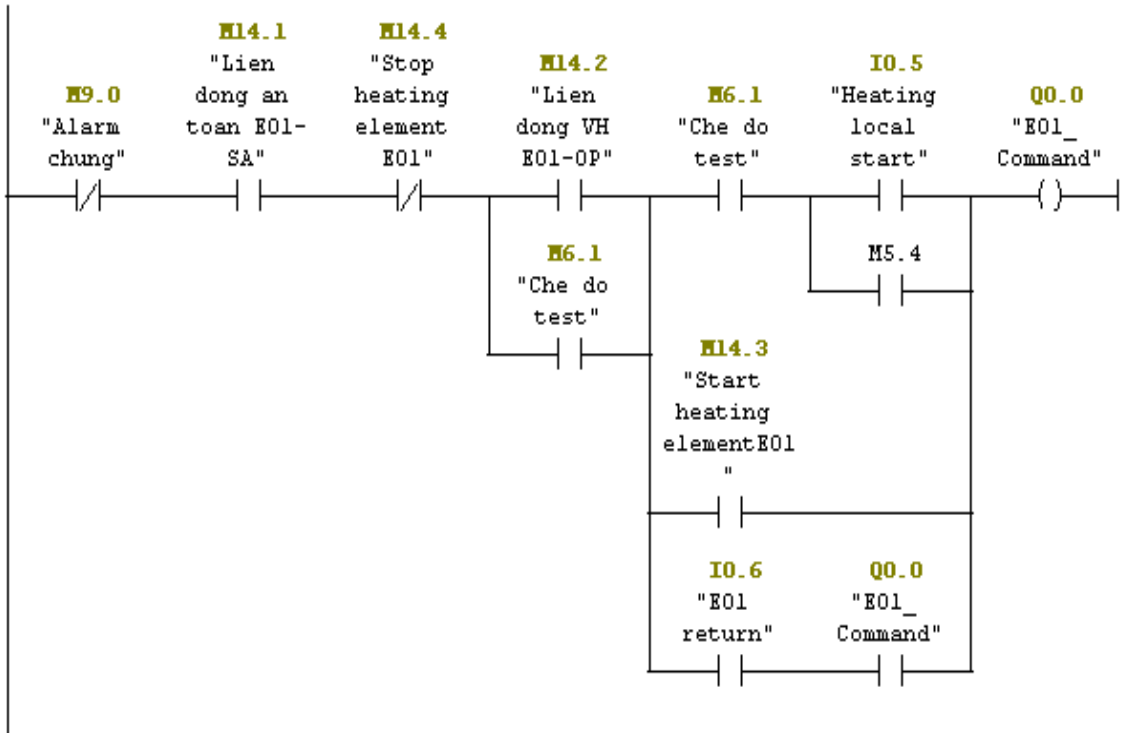 M9.0
"Alarm
chung"
M14.1
"Lien
dong an
toan E01-
SA"
M14.4
"Stop
heating
element
E01"
M14.2
"Lien
dong VH
E01-OP"
M6.1
"Che do
test"
I0.5
"Heating
local
start"
Q0.0
"E01_
Command"
M6.1
"Che do
test"
M5.4
M14.3
"Start
heating
elementE01
"
I0.6
"E01
return"
Q0.0
"E01_
Command"